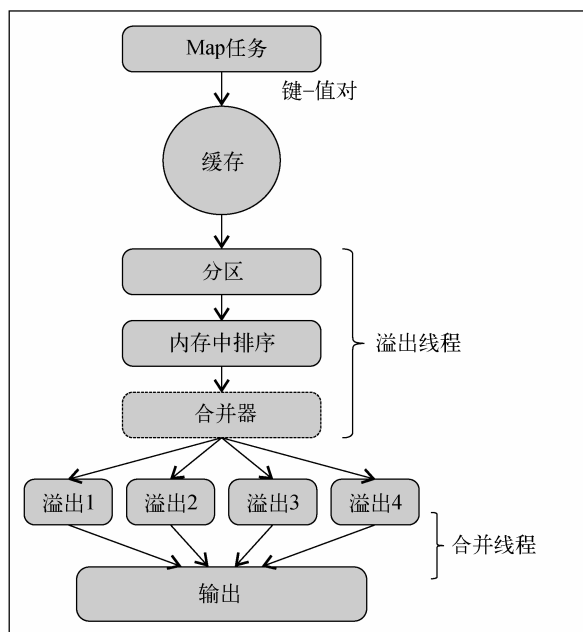 Map任务
键-值对
缓存
分区
内存中排序
溢出线程
合并器
溢出1
溢出2
溢出3
溢出4
合并线程
输出